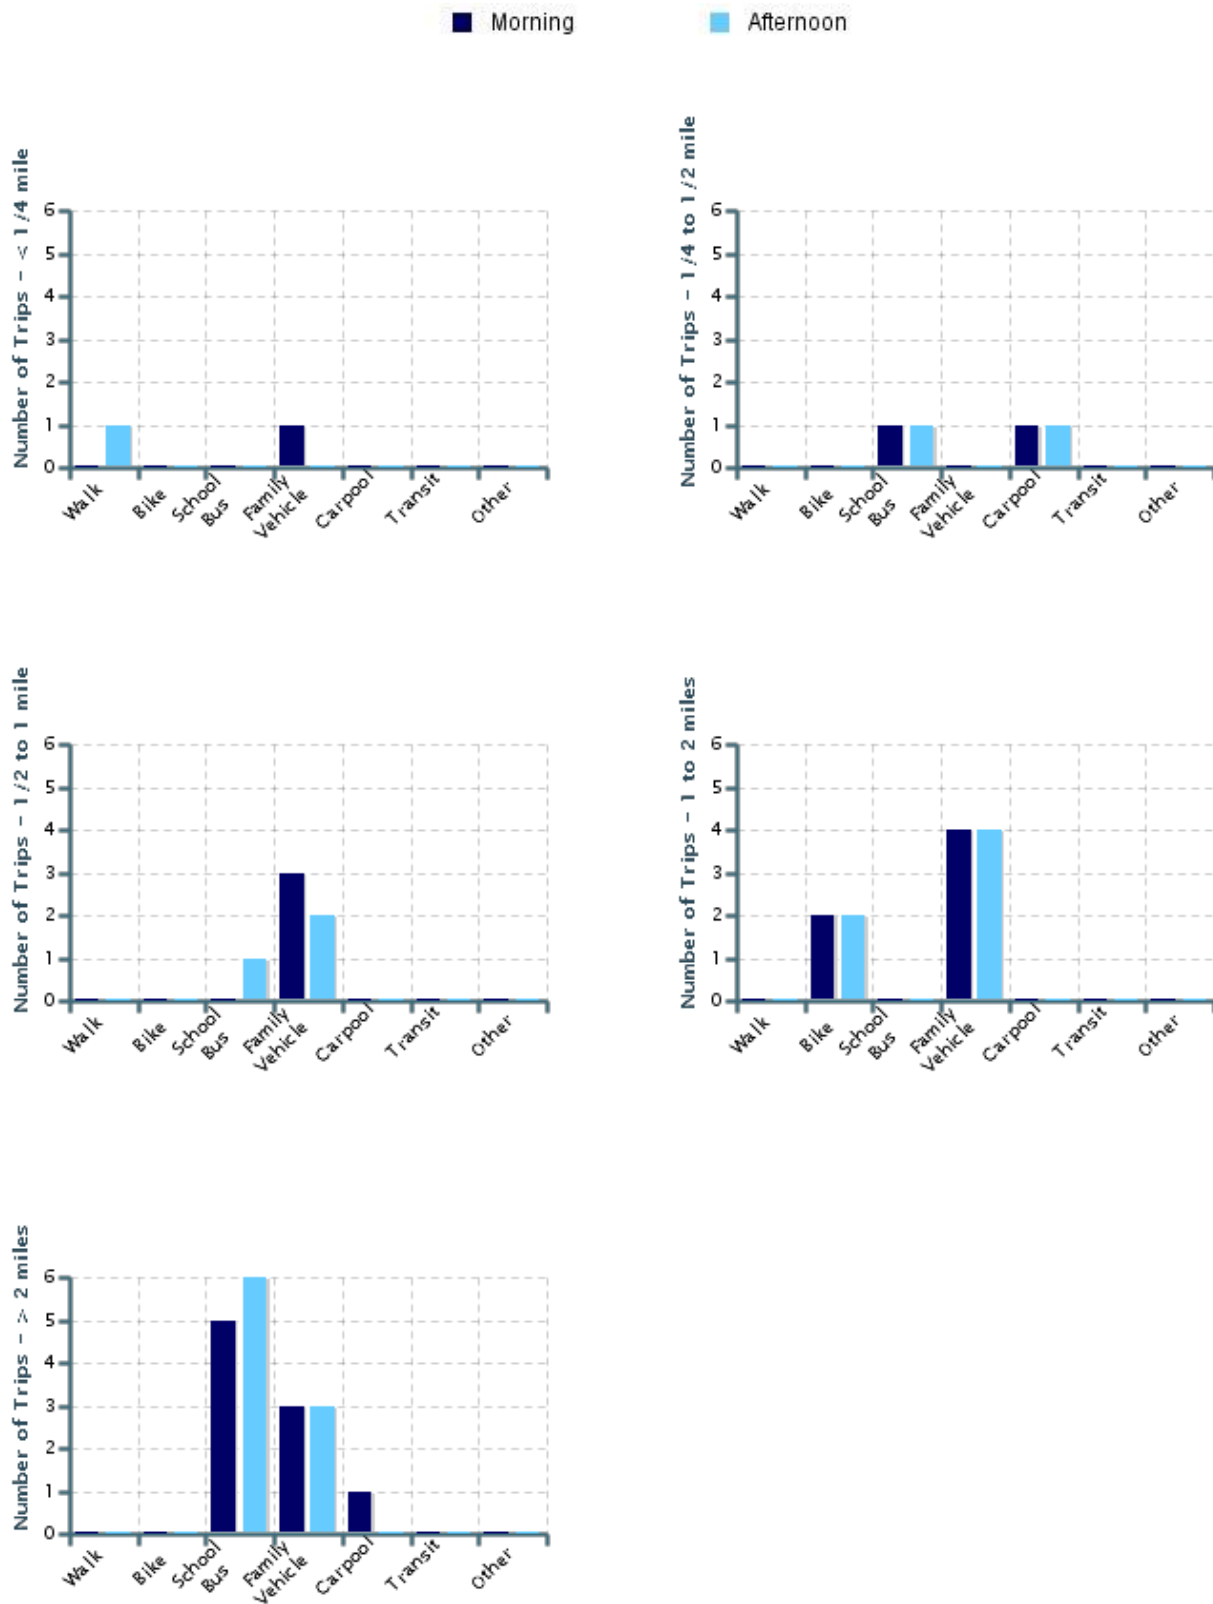 Morning Afternoon
Number of Trips - < 1/4 mile
6
5
4
3
2
1
0
Walk
Bike
School
Bus
Family
Vehicle
Carpool
Transit
Other
Number of Trips - 1/4 to 1/2 mile
6
5
4
3
2
1
0
Walk
Bike
School
Bus
Family
Vehicle
Carpool
Transit
Other
Number of Trips - 1/2 to 1 mile
6
5
4
3
2
1
0
Walk
Bike
School
Bus
Family
Vehicle
Carpool
Transit
Other
Number of Trips - 1 to 2 miles
6
5
4
3
2
1
0
Walk
Bike
School
Bus
Family
Vehicle
Carpool
Transit
Other
Number of Trips - > 2 miles
6
5
4
3
2
1
0
Walk
Bike
School
Bus
Family
Vehicle
Carpool
Transit
Other